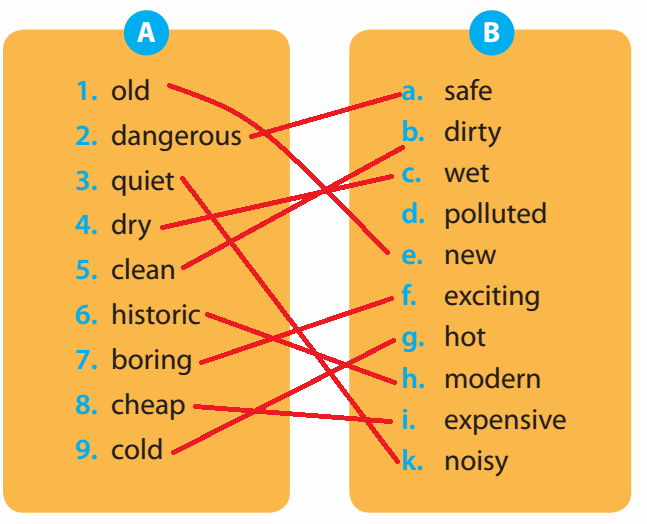 A
1. old
2. dangerous
3. quiet
4. dry
5. clean
6. historic
7. boring
8. cheap
9. cold
B
a. safe
b. dirty
c. wet
d. polluted
e. new
f. exciting
g. hot
h. modern
i. expensive
k. noisy